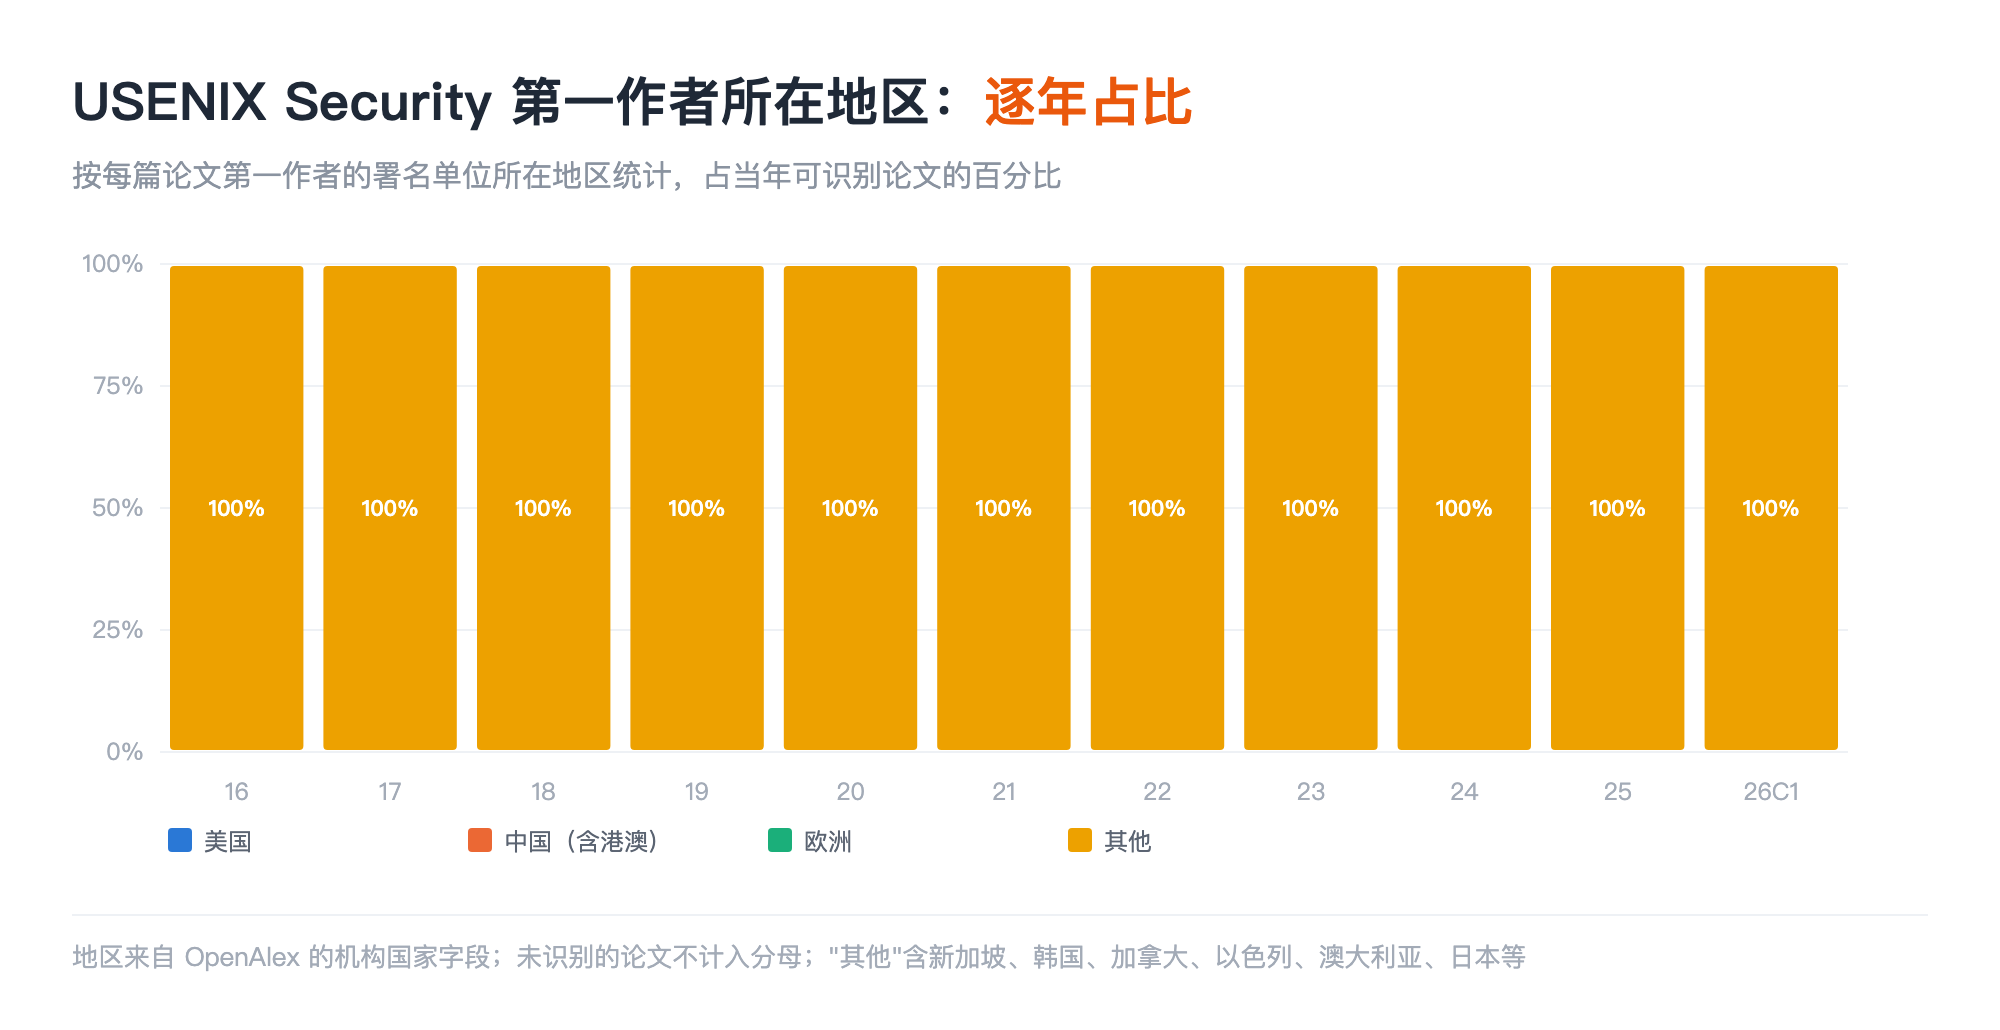 USENIX Security 第一作者所在地区：逐年占比
按每篇论文第一作者的署名单位所在地区统计，占当年可识别论文的百分比
100%
75%
50%
25%
0%
100% 100% 100% 100% 100% 100% 100% 100% 100% 100% 100%
16 17 18 19 20 21 22 23 24 25 26C1
美国 中国（含港澳） 欧洲 其他
地区来自 OpenAlex 的机构国家字段；未识别的论文不计入分母；"其他"含新加坡、韩国、加拿大、以色列、澳大利亚、日本等